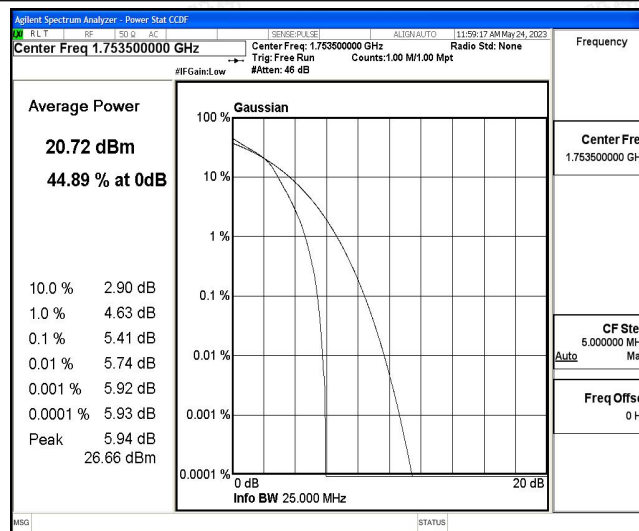 Agilent Spectrum Analyzer - Power Stat CCDF
RLT RF 50 Ω AC SENSE:PULSE ALIGNAUTO 11:59:17 AM May 24, 2023
Center Freq 1.753500000 GHz
Center Freq: 1.753500000 GHz Radio Std: None
Trig: Free Run Counts:1.00 M/1.00 Mpt
#IFGain:Low #Atten: 46 dB
Frequency
Average Power
20.72 dBm
44.89 % at 0dB
10.0 % 2.90 dB
1.0 % 4.63 dB
0.1 % 5.41 dB
0.01 % 5.74 dB
0.001 % 5.92 dB
0.0001 % 5.93 dB
Peak 5.94 dB
26.66 dBm
Gaussian
100 %
10 %
1 %
0.1 %
0.01 %
0.001 %
0.0001 %
0 dB 20 dB
Info BW 25.000 MHz
Center Fre
1.753500000 GH
CF Ste
5.000000 MH
Auto Ma
Freq Offse
0 H
MSG STATUS